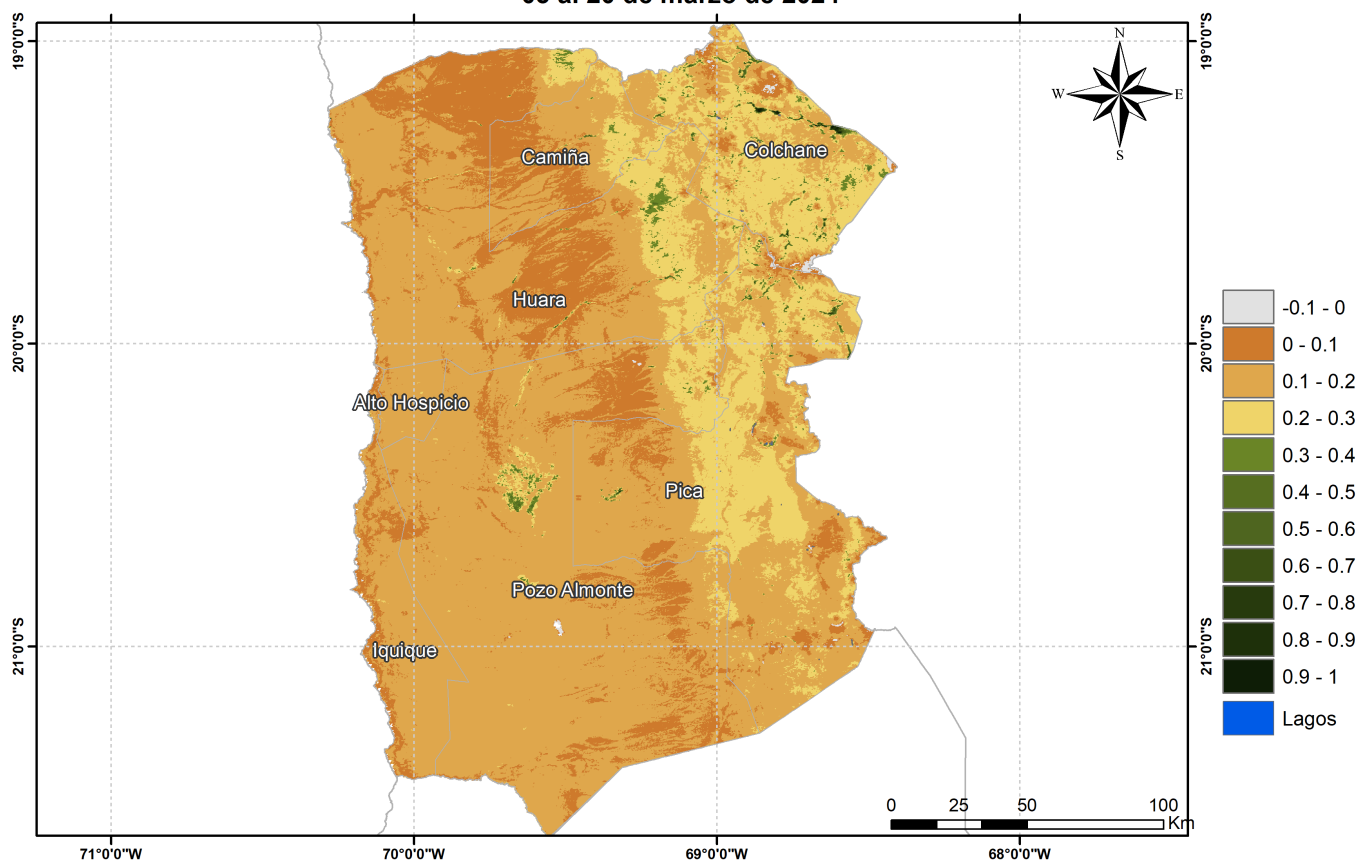 19°0'0"S
19°0'0"S
N
W
E
S
Camiña
Colchane
-0.1 - 0
Huara
0 - 0.1
20°0'0"S
20°0'0"S
0.1 - 0.2
Alto Hospicio
0.2 - 0.3
0.3 - 0.4
Pica
0.4 - 0.5
0.5 - 0.6
0.6 - 0.7
Pozo Almonte
0.7 - 0.8
0.8 - 0.9
21°0'0"S
21°0'0"S
Iquique
0.9 - 1
Lagos
0 25 50 100
Km
71°0'0"W 70°0'0"W 69°0'0"W 68°0'0"W